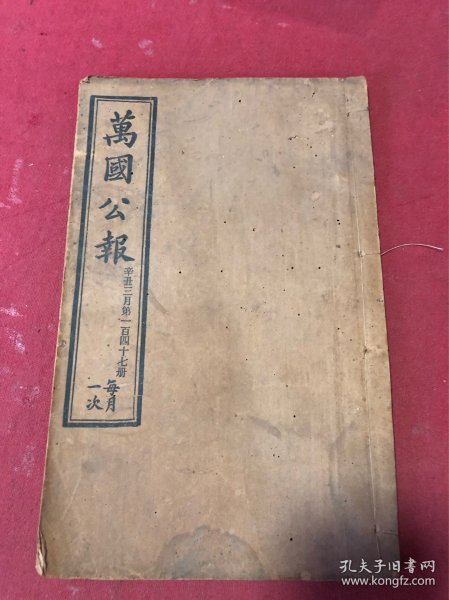 萬國公報
辛丑三月第一百四十七册
每月
一次
孔夫子旧书网
www.kongfz.com